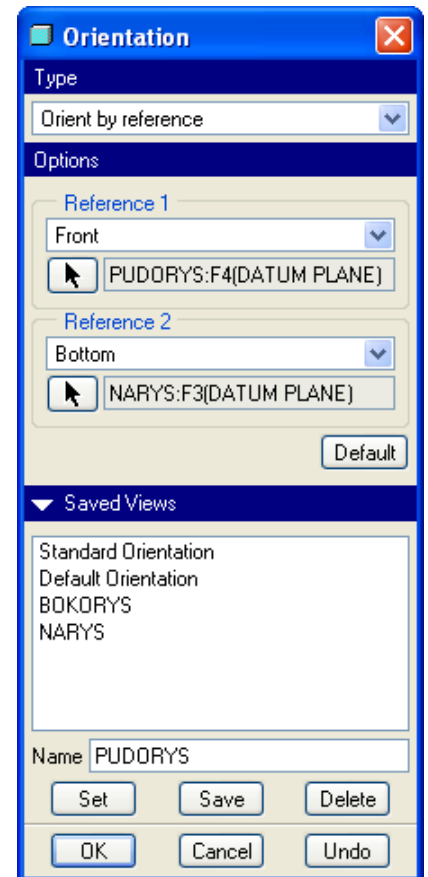 Orientation
Type
Orient by reference
Options
Reference 1
Front
PUDORYS:F4(DATUM PLANE)
Reference 2
Bottom
NARYS:F3(DATUM PLANE)
Default
Saved Views
Standard Orientation
Default Orientation
BOKORYS
NARYS
Name PUDORYS
Set Save Delete
OK Cancel Undo